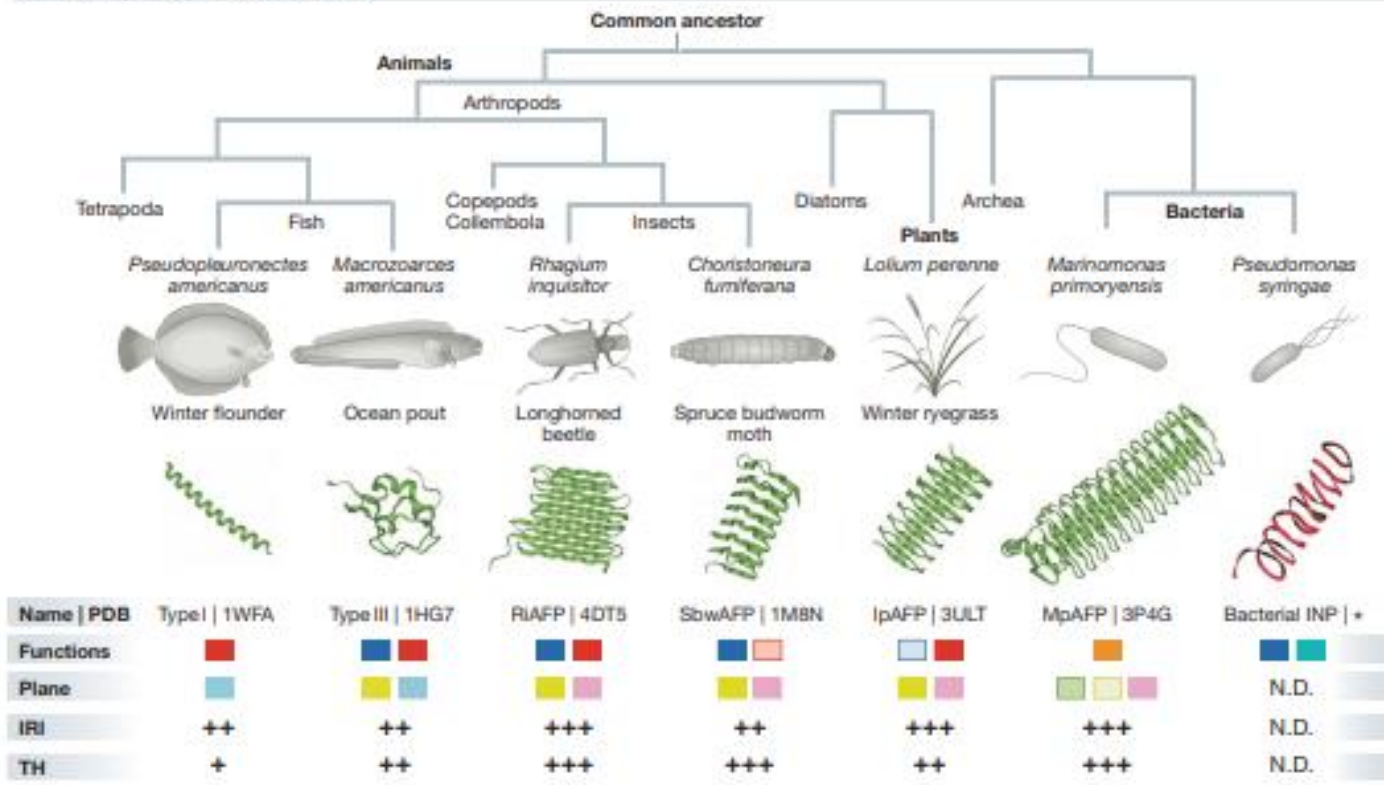 Common ancestor
Animals
Arthropods
Tetrapoda
Fish
Copepods
Collembola
Insects
Diatoms
Plants
Archea
Bacteria
Pseudopleuronectes
americanus
Macrozoarces
americanus
Rhagium
inquisitor
Choristoneura
fumiferana
Lolium perenne
Marinomonas
primoryensis
Pseudomonas
syringae
Winter flounder
Ocean pout
Longhorned
beetle
Spruce budworm
moth
Winter ryegrass
Name | PDB Type I | 1WFA Type III | 1HG7 RiAFP | 4DT5 SbwAFP | 1M8N lpAFP | 3ULT MpAFP | 3P4G Bacterial INP | *
Functions
Plane N.D.
IRI ++ ++ +++ ++ +++ +++ N.D.
TH + ++ +++ +++ ++ +++ N.D.